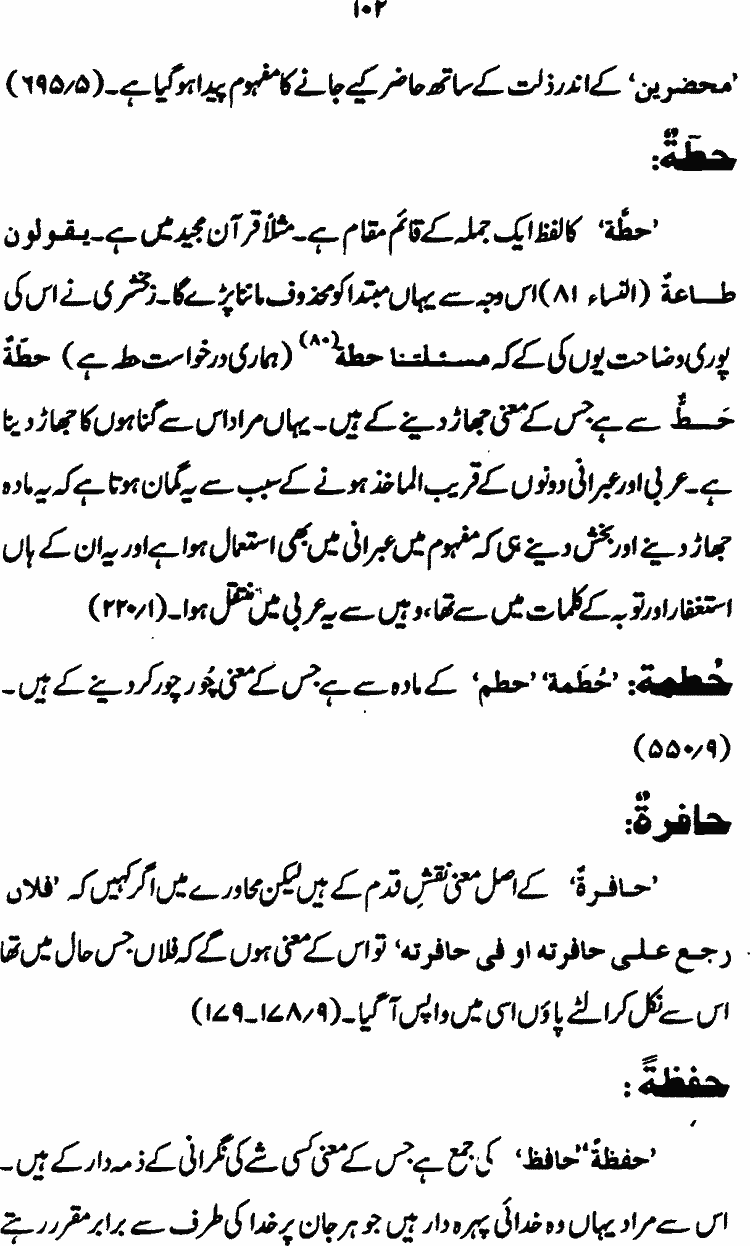 ۱۰۲
'محضرین' کے اندر ذلت کے ساتھ حاضر کیے جانے کا مفہوم پیدا ہو گیا ہے۔ (۶۹۵/۵)
حطۃٌ:
'حطَّۃ' کا لفظ ایک جملہ کے قائم مقام ہے۔ مثلاً قرآن مجید میں ہے۔ یقولون
طاعۃٌ (النساء ۸۱) اس وجہ سے یہاں مبتدا کو محذوف ماننا پڑے گا۔ زمخشری نے اس کی
پوری وضاحت یوں کی کے کہ مسئلتنا حطۃ(۸۰) (ہماری درخواست حطہ ہے) حطّۃٌ
حَطٌّ سے ہے جس کے معنی جھاڑ دینے کے ہیں۔ یہاں مراد اس سے گناہوں کا جھاڑ دینا
ہے۔ عربی اور عبرانی دونوں کے قریب الماخذ ہونے کے سبب سے یہ گمان ہوتا ہے کہ یہ مادہ
جھاڑ دینے اور بخش دینے ہی کہ مفہوم میں عبرانی میں بھی استعمال ہوا ہے اور یہ ان کے ہاں
استغفار اور توبہ کے کلمات میں سے تھا، وہیں سے یہ عربی میں منتقل ہوا۔ (۲۲۰/۱)
حُطمۃ: 'حُطَمۃ' 'حطم' کے مادہ سے ہے جس کے معنی چُور چور کر دینے کے ہیں۔
(۵۵۰/۹)
حافرۃٌ:
'حافرۃٌ' کے اصل معنی نقشِ قدم کے ہیں لیکن محاورے میں اگر کہیں کہ 'فلاں
رجع علی حافرتہ او فی حافرتہ' تو اس کے معنی ہوں گے کہ فلاں جس حال میں تھا
اس سے نکل کر الٹے پاؤں اسی میں واپس آ گیا۔ (۱۷۸/۹۔۱۷۹)
حفظۃً:
'حفظۃً' 'حافظ' کی جمع ہے جس کے معنی کسی شے کی نگرانی کے ذمہ دار کے ہیں۔
اس سے مراد یہاں وہ خدائی پہرہ دار ہیں جو ہر جان پر خدا کی طرف سے برابر مقرر رہتے